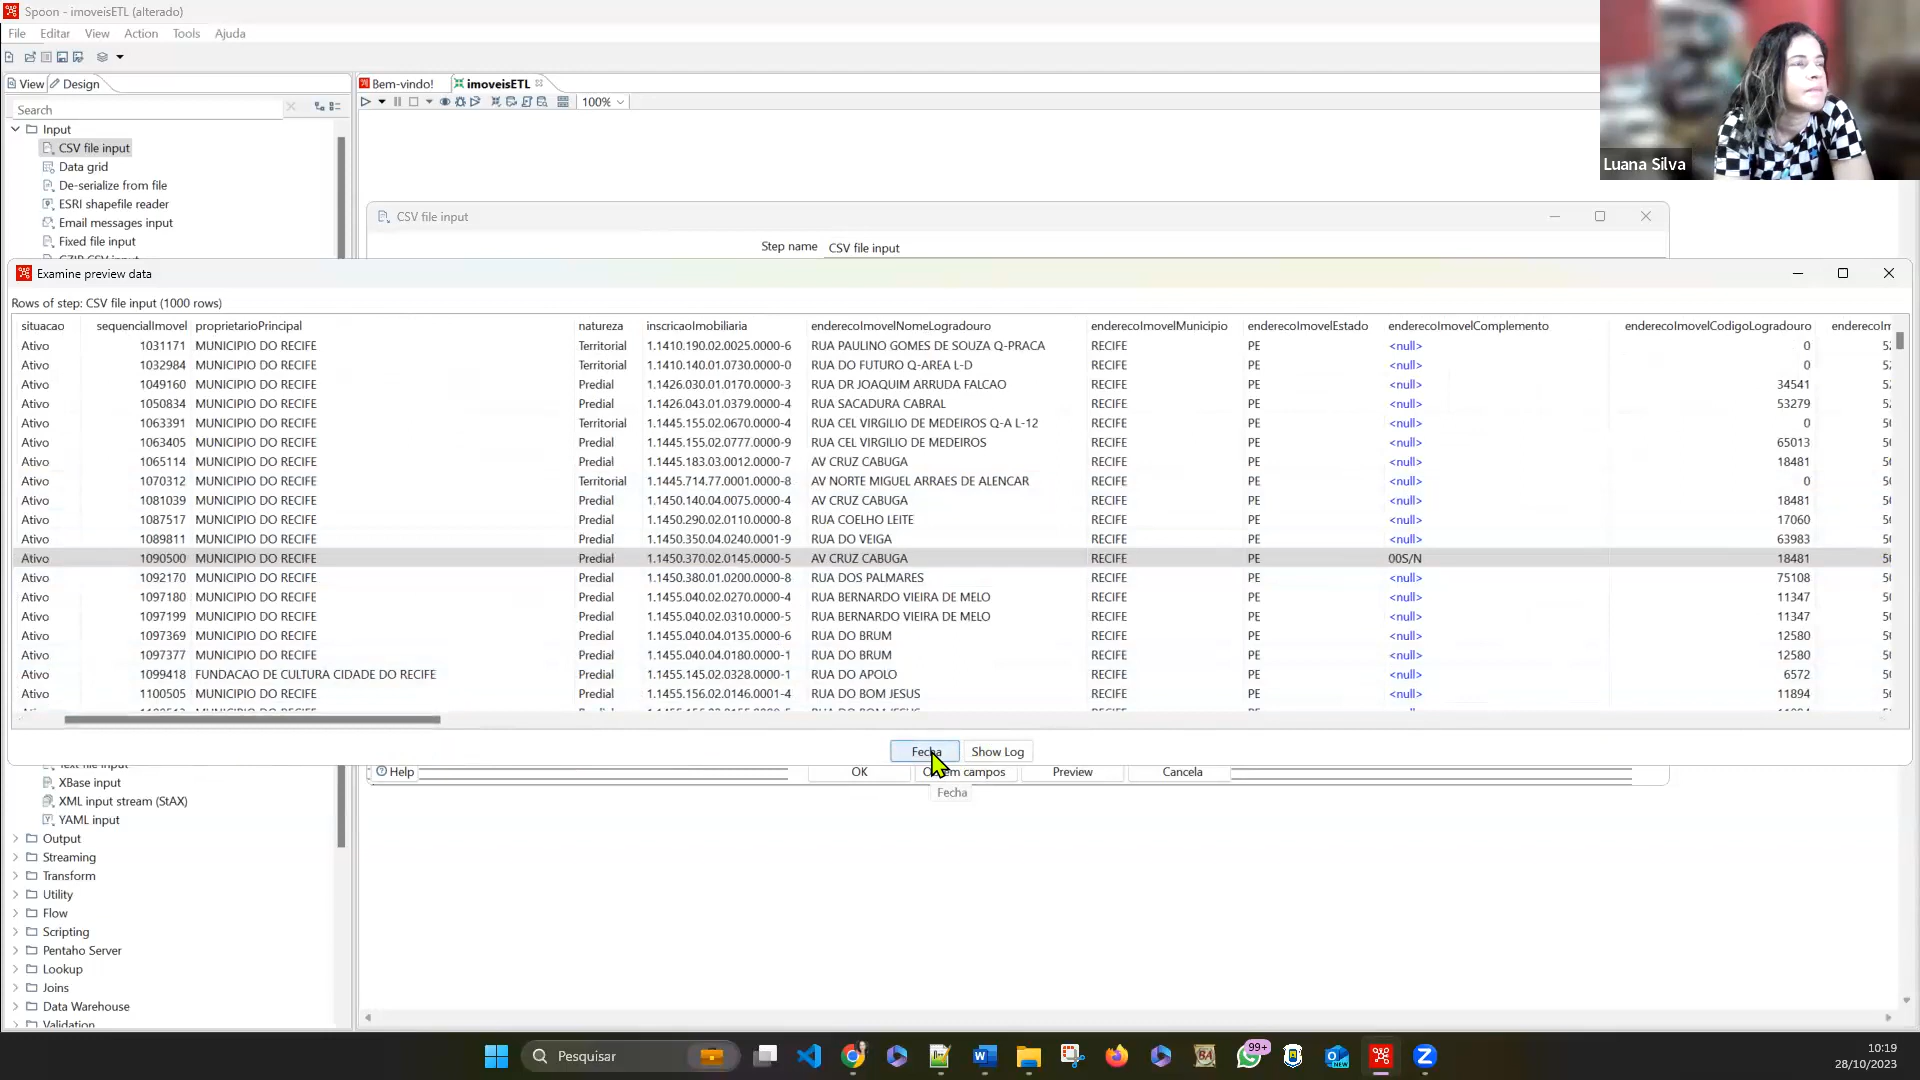 Spoon - imoveisETL (alterado)
File Editar View Action Tools Ajuda
View Design
Bem-vindo! imoveisETL
100%
Search
Input
CSV file input
Data grid
De-serialize from file
ESRI shapefile reader
Email messages input
Fixed file input
Luana Silva
CSV file input
Step name CSV file input
Examine preview data
Rows of step: CSV file input (1000 rows)
situacao sequencialImovel proprietarioPrincipal natureza inscricaoImobiliaria enderecoImovelNomeLogradouro enderecoImovelMunicipio enderecoImovelEstado enderecoImovelComplemento enderecoImovelCodigoLogradouro
Ativo 1031171 MUNICIPIO DO RECIFE Territorial 1.1410.190.02.0025.0000-6 RUA PAULINO GOMES DE SOUZA Q-PRACA RECIFE PE <null> 0
Ativo 1032984 MUNICIPIO DO RECIFE Territorial 1.1410.140.01.0730.0000-0 RUA DO FUTURO Q-AREA L-D RECIFE PE <null> 0
Ativo 1049160 MUNICIPIO DO RECIFE Predial 1.1426.030.01.0170.0000-3 RUA DR JOAQUIM ARRUDA FALCAO RECIFE PE <null> 34541
Ativo 1050834 MUNICIPIO DO RECIFE Predial 1.1426.043.01.0379.0000-4 RUA SACADURA CABRAL RECIFE PE <null> 53279
Ativo 1063391 MUNICIPIO DO RECIFE Territorial 1.1445.155.02.0670.0000-4 RUA CEL VIRGILIO DE MEDEIROS Q-A L-12 RECIFE PE <null> 0
Ativo 1063405 MUNICIPIO DO RECIFE Predial 1.1445.155.02.0777.0000-9 RUA CEL VIRGILIO DE MEDEIROS RECIFE PE <null> 65013
Ativo 1065114 MUNICIPIO DO RECIFE Predial 1.1445.183.03.0012.0000-7 AV CRUZ CABUGA RECIFE PE <null> 18481
Ativo 1070312 MUNICIPIO DO RECIFE Territorial 1.1445.714.77.0001.0000-8 AV NORTE MIGUEL ARRAES DE ALENCAR RECIFE PE <null> 0
Ativo 1081039 MUNICIPIO DO RECIFE Predial 1.1450.140.04.0075.0000-4 AV CRUZ CABUGA RECIFE PE <null> 18481
Ativo 1087517 MUNICIPIO DO RECIFE Predial 1.1450.290.02.0110.0000-8 RUA COELHO LEITE RECIFE PE <null> 17060
Ativo 1089811 MUNICIPIO DO RECIFE Predial 1.1450.350.04.0240.0001-9 RUA DO VEIGA RECIFE PE <null> 63983
Ativo 1090500 MUNICIPIO DO RECIFE Predial 1.1450.370.02.0145.0000-5 AV CRUZ CABUGA RECIFE PE 00S/N 18481
Ativo 1092170 MUNICIPIO DO RECIFE Predial 1.1450.380.01.0200.0000-8 RUA DOS PALMARES RECIFE PE <null> 75108
Ativo 1097180 MUNICIPIO DO RECIFE Predial 1.1455.040.02.0270.0000-4 RUA BERNARDO VIEIRA DE MELO RECIFE PE <null> 11347
Ativo 1097199 MUNICIPIO DO RECIFE Predial 1.1455.040.02.0310.0000-5 RUA BERNARDO VIEIRA DE MELO RECIFE PE <null> 11347
Ativo 1097369 MUNICIPIO DO RECIFE Predial 1.1455.040.04.0135.0000-6 RUA DO BRUM RECIFE PE <null> 12580
Ativo 1097377 MUNICIPIO DO RECIFE Predial 1.1455.040.04.0180.0000-1 RUA DO BRUM RECIFE PE <null> 12580
Ativo 1099418 FUNDACAO DE CULTURA CIDADE DO RECIFE Predial 1.1455.145.02.0328.0000-1 RUA DO APOLO RECIFE PE <null> 6572
Ativo 1100505 MUNICIPIO DO RECIFE Predial 1.1455.156.02.0146.0001-4 RUA DO BOM JESUS RECIFE PE <null> 11894
Fecha Show Log
Help OK campos Preview Cancela
Fecha
XBase input
XML input stream (StAX)
YAML input
Output
Streaming
Transform
Utility
Flow
Scripting
Pentaho Server
Lookup
Joins
Data Warehouse
Validation
Pesquisar
99+
10:19
28/10/2023